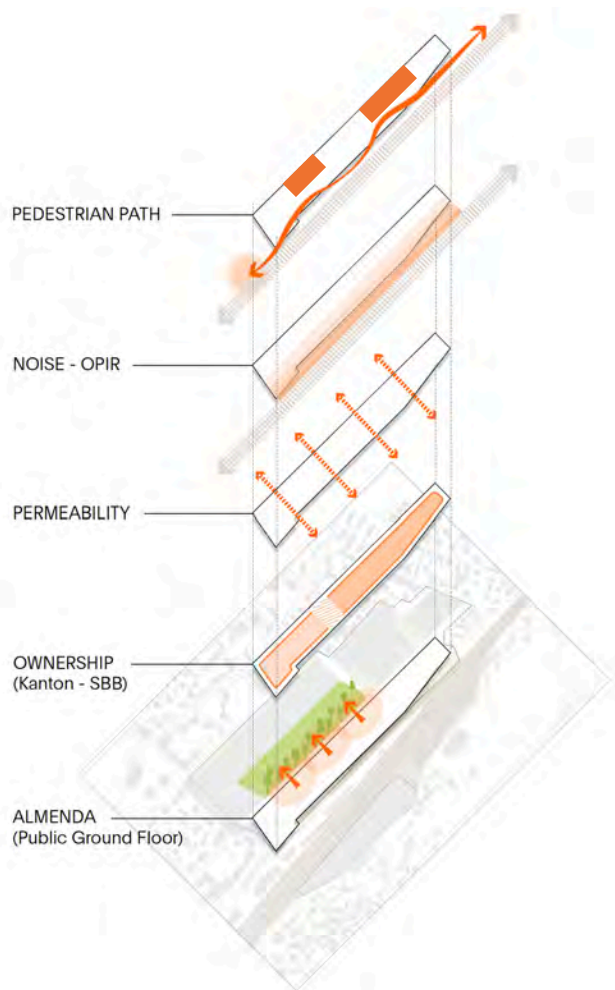 PEDESTRIAN PATH
NOISE - OPIR
PERMEABILITY
OWNERSHIP
(Kanton - SBB)
ALMENDA
(Public Ground Floor)